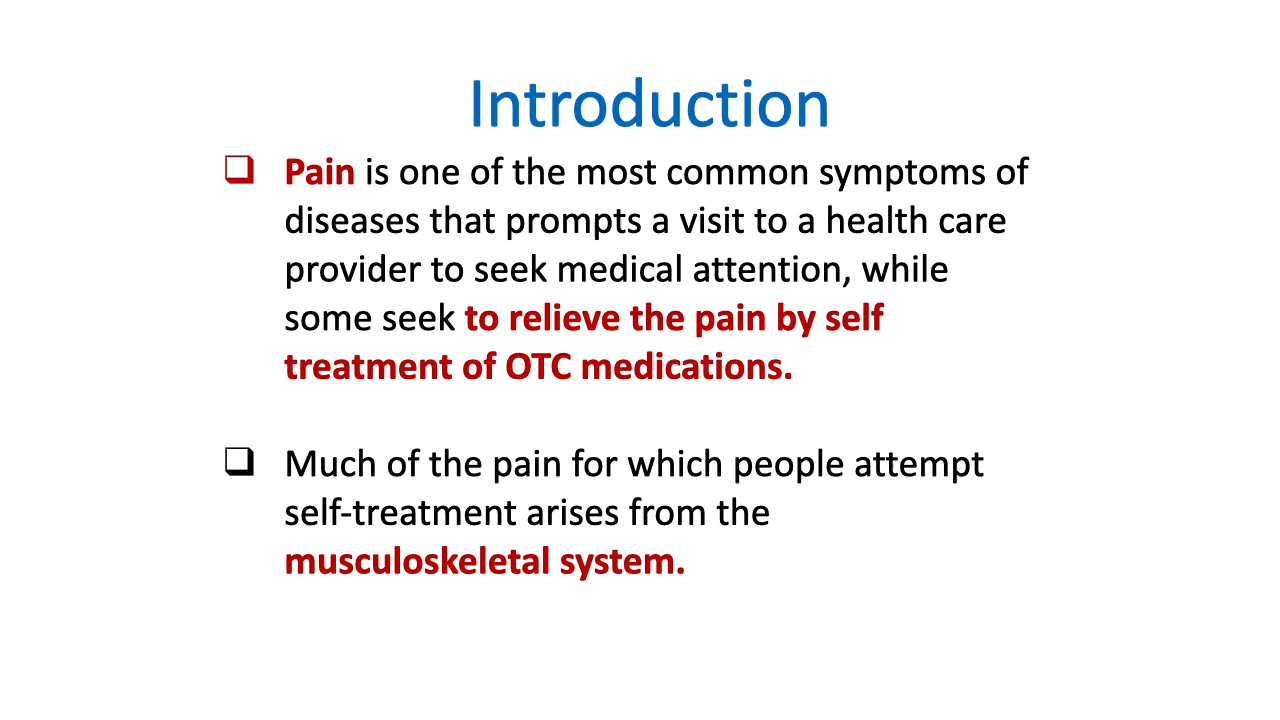 Introduction
❑ Pain is one of the most common symptoms of
diseases that prompts a visit to a health care
provider to seek medical attention, while
some seek to relieve the pain by self
treatment of OTC medications.
❑ Much of the pain for which people attempt
self-treatment arises from the
musculoskeletal system.